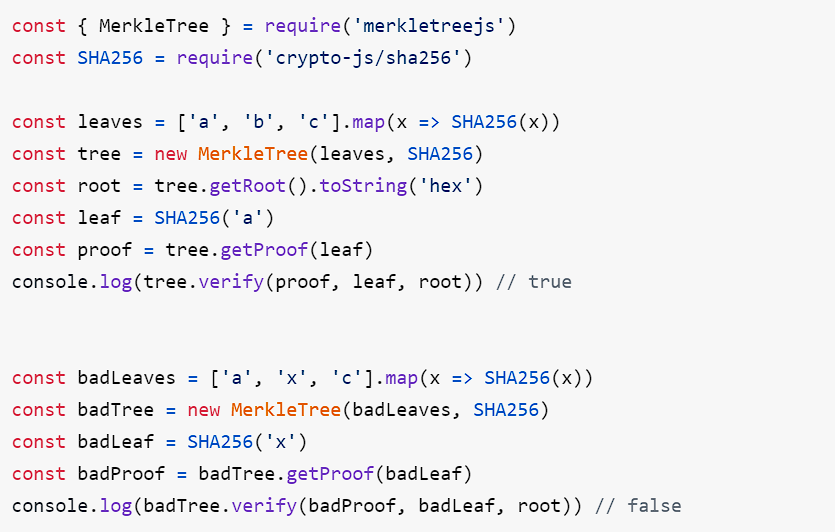 const { MerkleTree } = require('merkletreejs')
const SHA256 = require('crypto-js/sha256')
const leaves = ['a', 'b', 'c'].map(x => SHA256(x))
const tree = new MerkleTree(leaves, SHA256)
const root = tree.getRoot().toString('hex')
const leaf = SHA256('a')
const proof = tree.getProof(leaf)
console.log(tree.verify(proof, leaf, root)) // true
const badLeaves = ['a', 'x', 'c'].map(x => SHA256(x))
const badTree = new MerkleTree(badLeaves, SHA256)
const badLeaf = SHA256('x')
const badProof = badTree.getProof(badLeaf)
console.log(badTree.verify(badProof, badLeaf, root)) // false